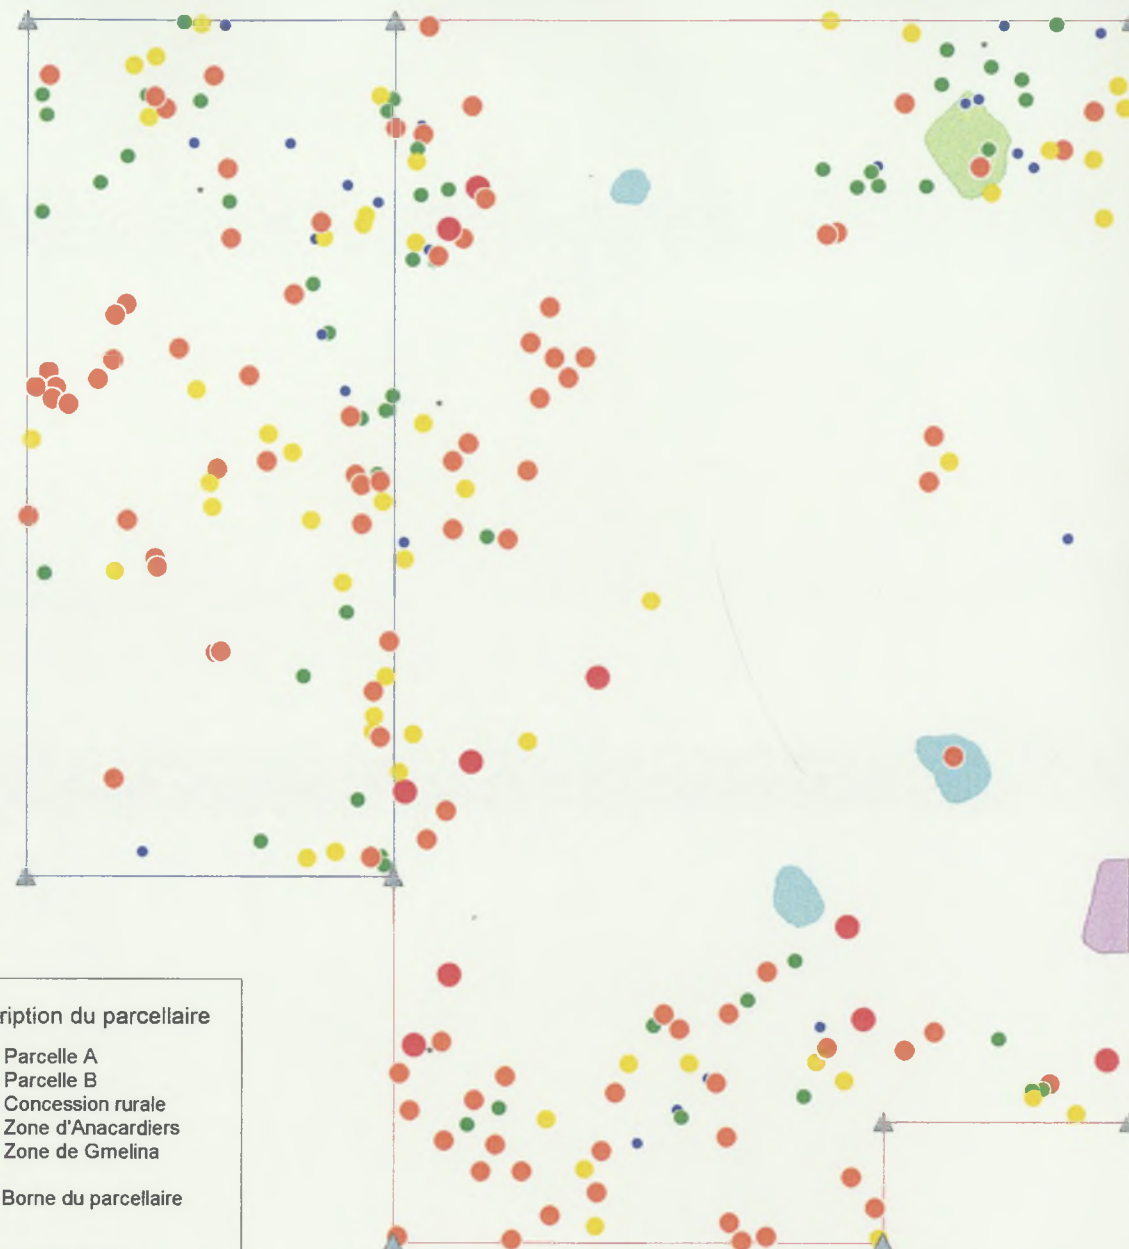 ription du parcellaire
Parcelle A
Parcelle B
Concession rurale
Zone d'Anacardiers
Zone de Gmelina
Borne du parcellaire